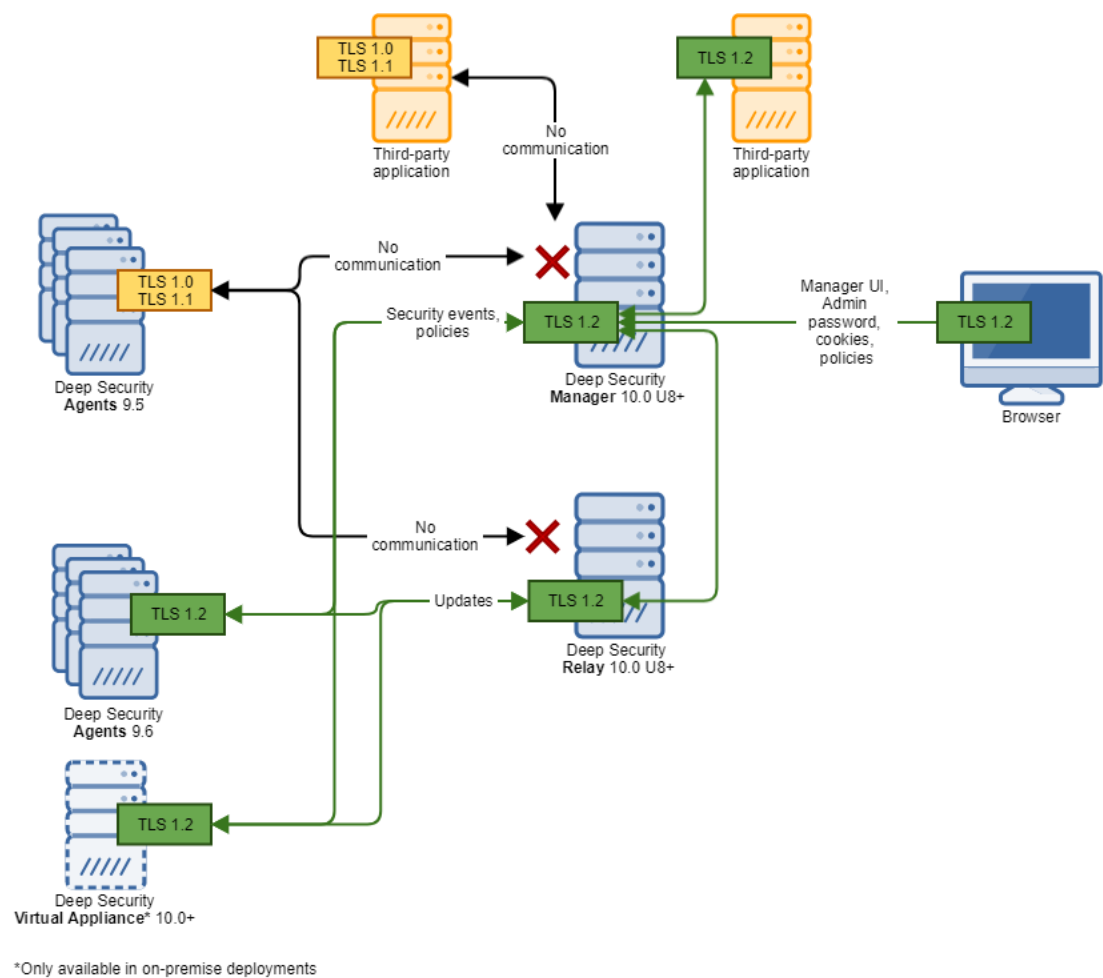 TLS 1.0
TLS 1.1
Third-party
application
TLS 1.2
Third-party
application
No
communication
TLS 1.0
TLS 1.1
Deep Security
Agents 9.5
No
communication
Security events,
policies
TLS 1.2
Deep Security
Manager 10.0 U8+
Manager UI,
Admin
password,
cookies,
policies
TLS 1.2
Browser
No
communication
TLS 1.2
Deep Security
Agents 9.6
Updates
TLS 1.2
Deep Security
Relay 10.0 U8+
TLS 1.2
Deep Security
Virtual Appliance* 10.0+
*Only available in on-premise deployments